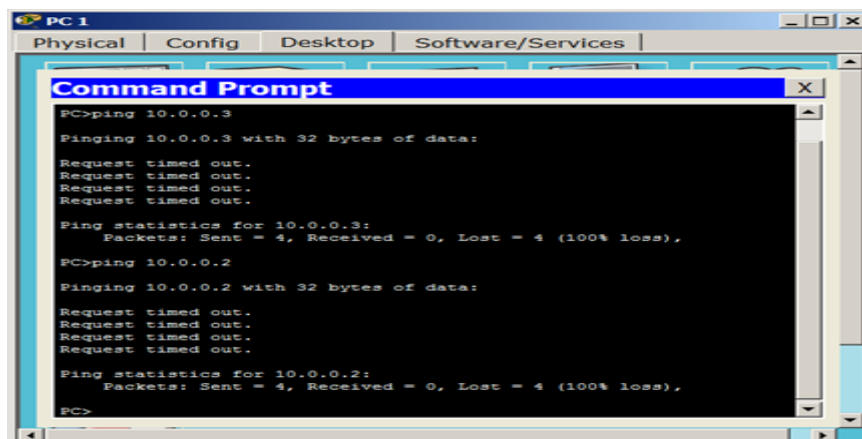 PC 1
Physical Config Desktop Software/Services
Command Prompt X
PC>ping 10.0.0.3
Pinging 10.0.0.3 with 32 bytes of data:
Request timed out.
Request timed out.
Request timed out.
Request timed out.
Ping statistics for 10.0.0.3:
Packets: Sent = 4, Received = 0, Lost = 4 (100% loss),
PC>ping 10.0.0.2
Pinging 10.0.0.2 with 32 bytes of data:
Request timed out.
Request timed out.
Request timed out.
Request timed out.
Ping statistics for 10.0.0.2:
Packets: Sent = 4, Received = 0, Lost = 4 (100% loss),
PC>